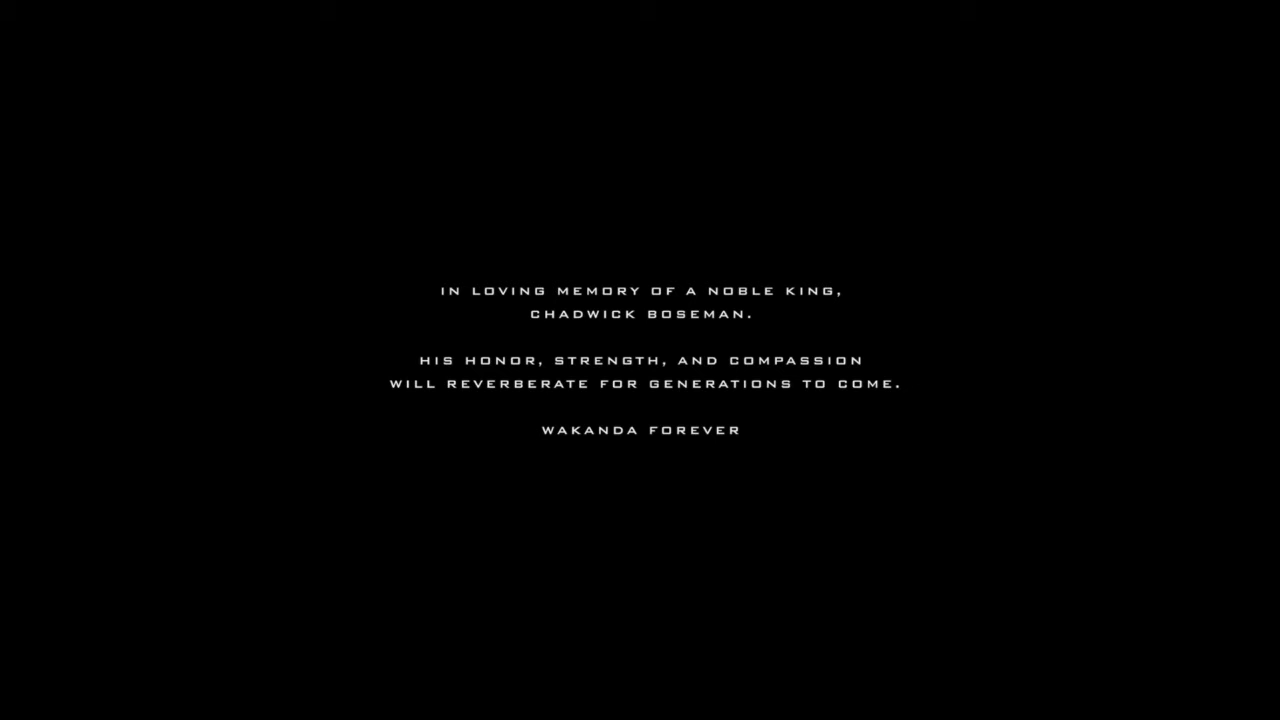 IN LOVING MEMORY OF A NOBLE KING,
CHADWICK BOSEMAN.
HIS HONOR, STRENGTH, AND COMPASSION
WILL REVERBERATE FOR GENERATIONS TO COME.
WAKANDA FOREVER